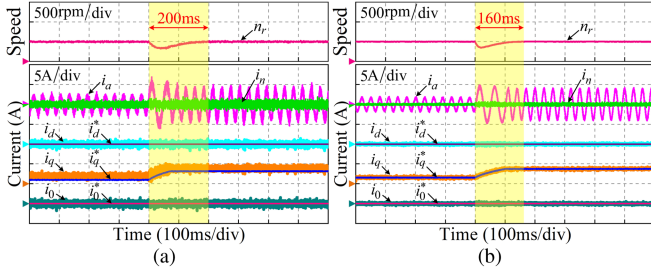 500rpm/div
200ms
n_r
Speed
5A/div
i_a
i_n
i_d
i_d^*
i_q
i_q^*
i_0
i_0^*
Current (A)
Time (100ms/div)
(a)
500rpm/div
160ms
n_r
Speed
5A/div
i_a
i_n
i_d
i_d^*
i_q
i_q^*
i_0
i_0^*
Current (A)
Time (100ms/div)
(b)